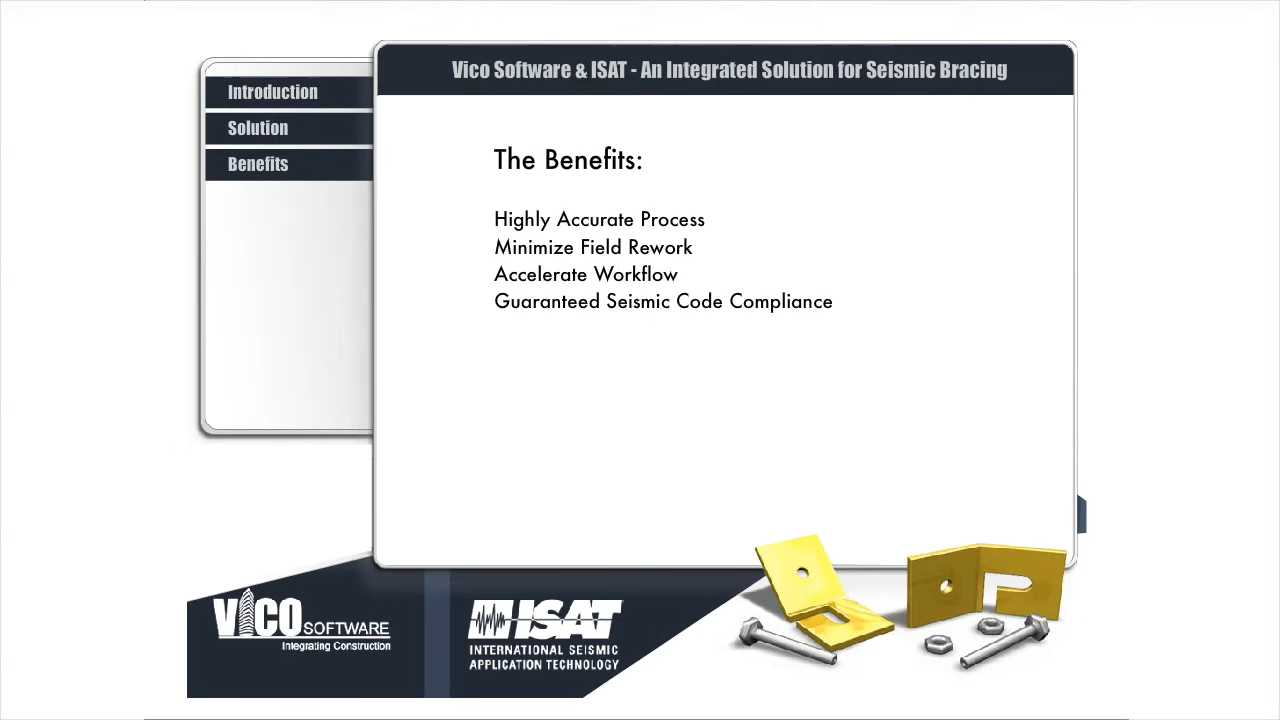 Vico Software & ISAT - An Integrated Solution for Seismic Bracing
Introduction
Solution
Benefits
The Benefits:
Highly Accurate Process
Minimize Field Rework
Accelerate Workflow
Guaranteed Seismic Code Compliance
VICO SOFTWARE
Integrating Construction
ISAT
INTERNATIONAL SEISMIC
APPLICATION TECHNOLOGY